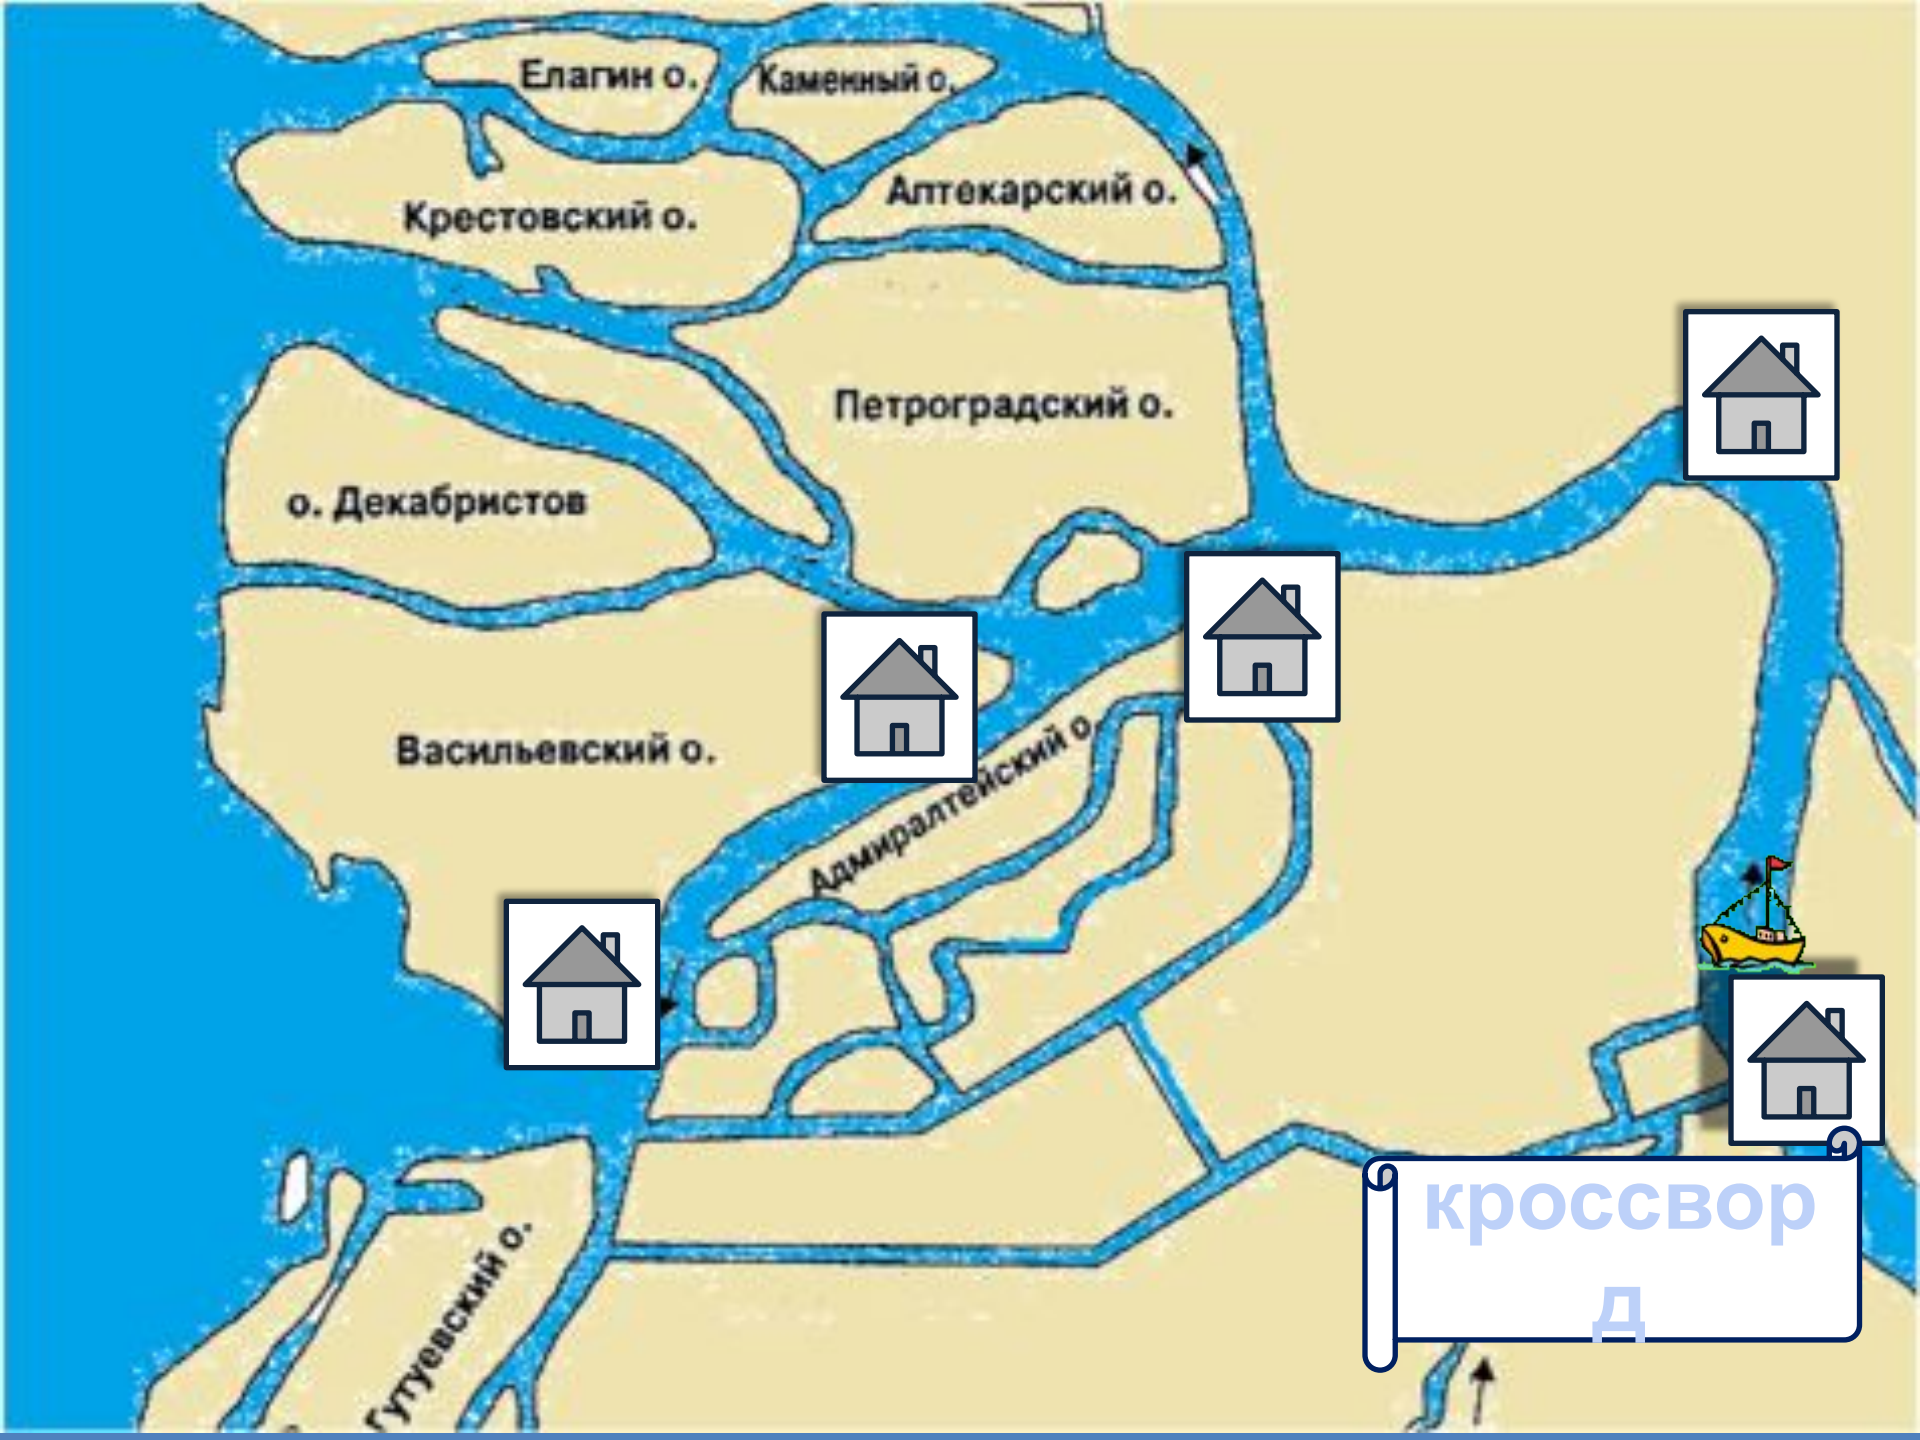 Елагин о.
Каменный о.
Аптекарский о.
Крестовский о.
Петроградский о.
о. Декабристов
Васильевский о.
Адмиралтейский о.
Гутуевский о.
кроссвор
д